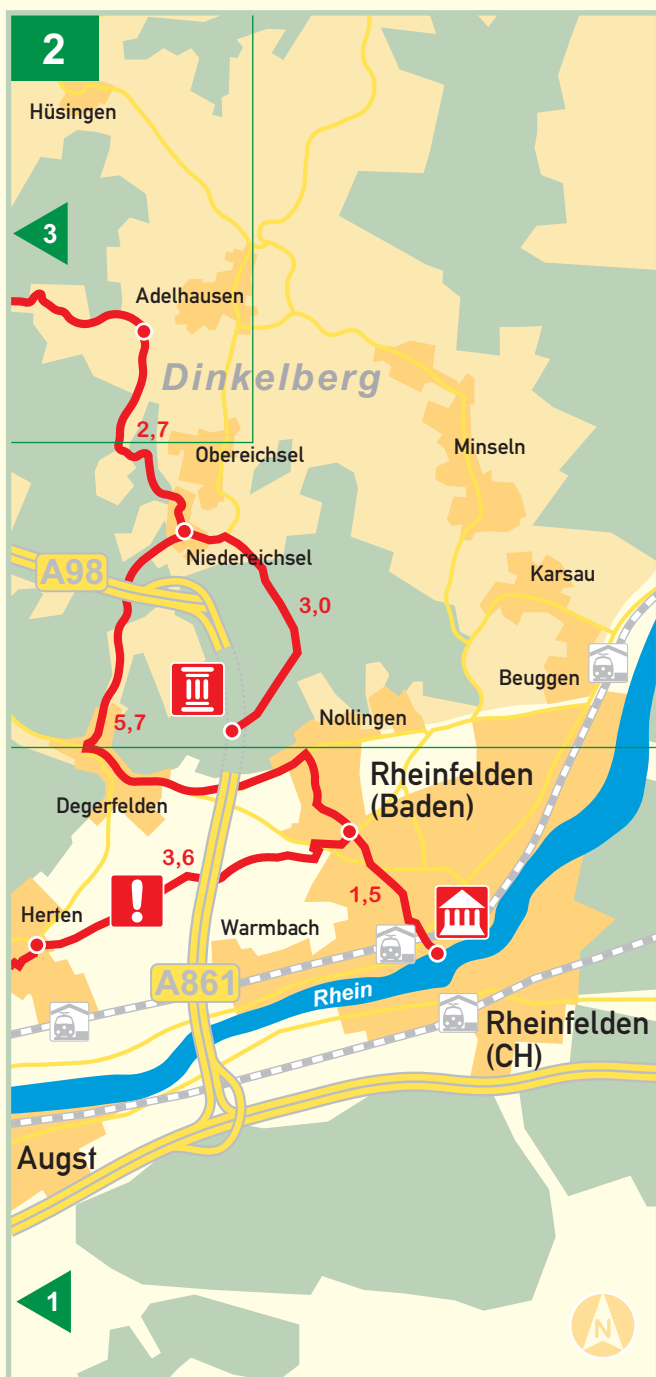 2
Hüsingen
3
Adelhausen
Dinkelberg
2,7
Obereichsel
Minseln
Niedereichsel
A98
Karsau
3,0
Beuggen
5,7
Nollingen
Rheinfelden
(Baden)
Degerfelden
3,6
!
1,5
Herten
Warmbach
A861
Rhein
Rheinfelden
(CH)
Augst
1
N